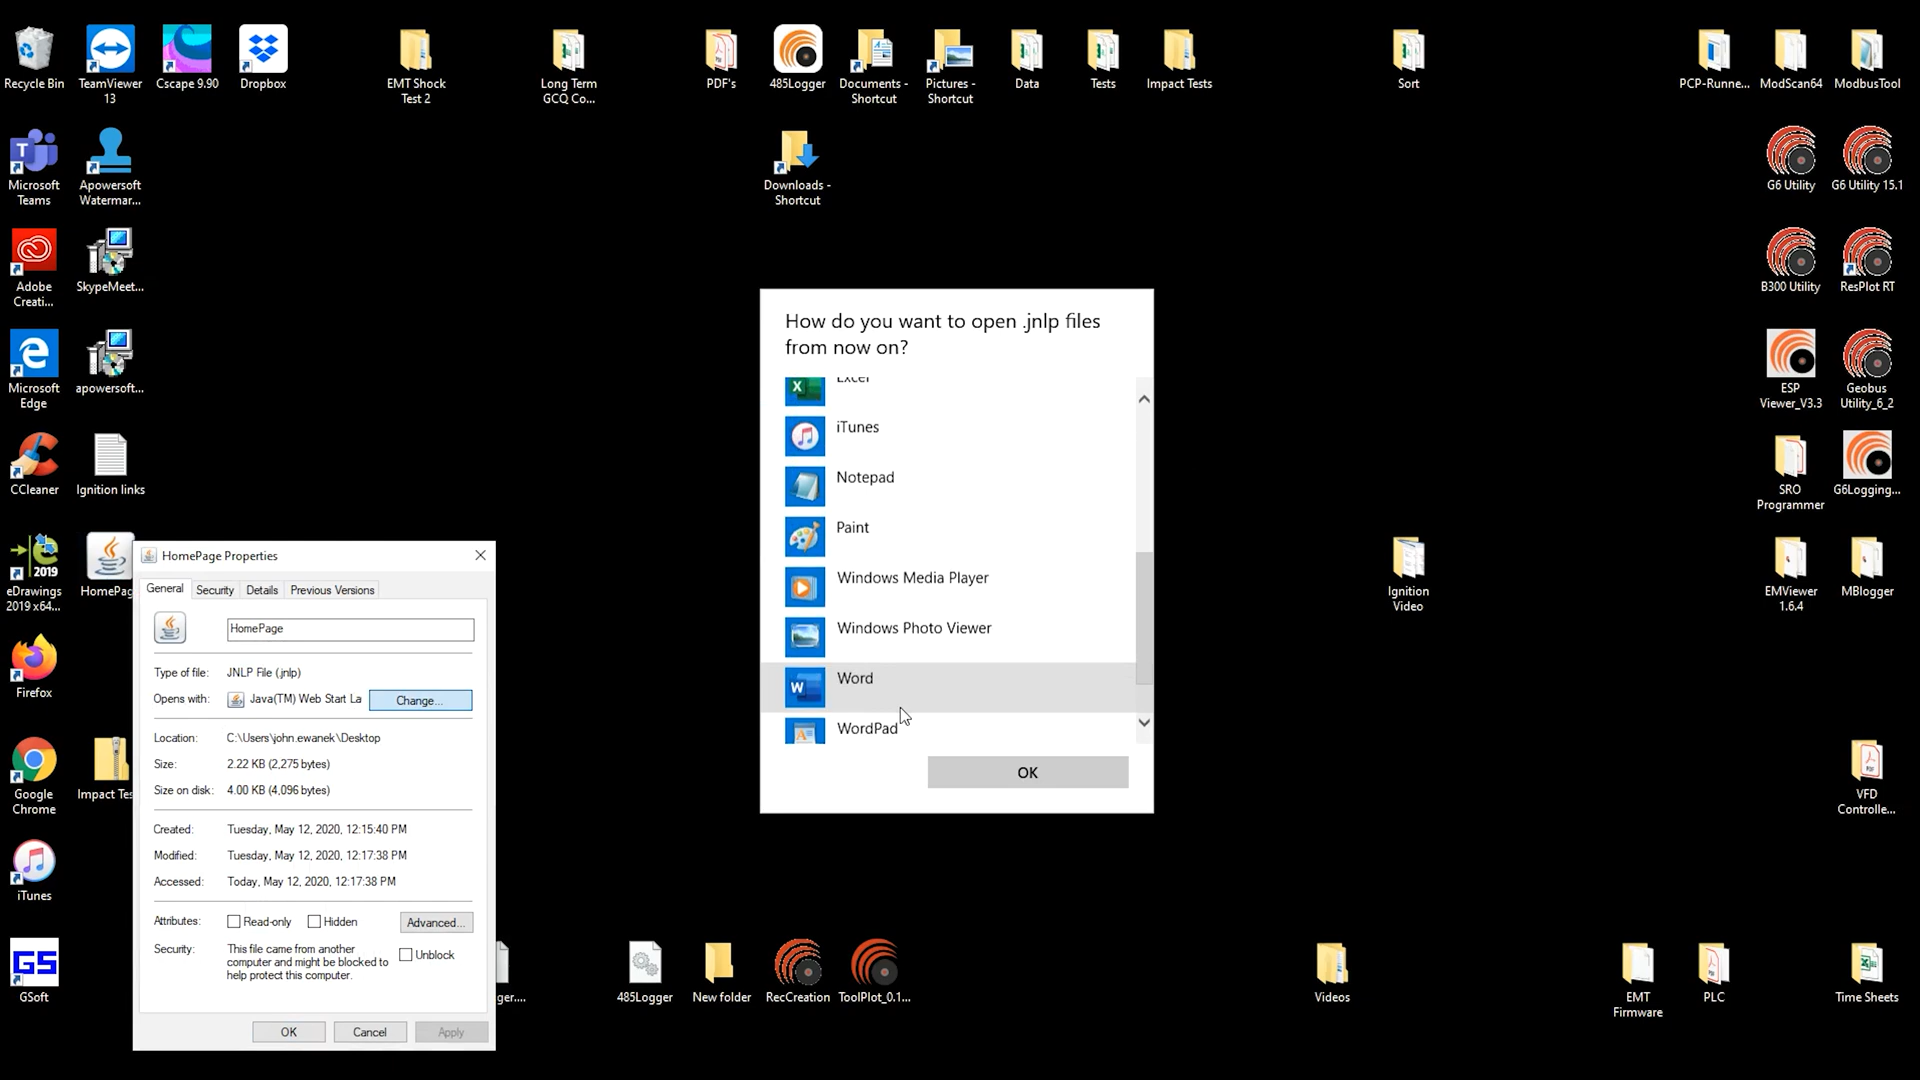 Recycle Bin
TeamViewer
13
Cscape 9.90
Dropbox
EMT Shock
Test 2
Long Term
GCQ Co...
PDF's
485Logger
Documents -
Shortcut
Pictures -
Shortcut
Data
Tests
Impact Tests
Sort
PCP-Runne...
ModScan64
ModbusTool
Microsoft
Teams
Apowersoft
Watermar...
Downloads -
Shortcut
G6 Utility
G6 Utility 15.1
Adobe
Creati...
SkypeMeet...
B300 Utility
ResPlot RT
Microsoft
Edge
apowersoft...
ESP
Viewer_V3.3
Geobus
Utility_6_2
CCleaner
Ignition links
SRO
Programmer
G6Logging...
2019
eDrawings
2019 x64...
HomePag
Ignition
Video
EMViewer
1.6.4
MBlogger
Firefox
Google
Chrome
Impact Tes
VFD
Controlle...
iTunes
GS
GSoft
ger....
485Logger
New folder
RecCreation
ToolPlot_0.1...
Videos
EMT
Firmware
PLC
Time Sheets
How do you want to open .jnlp files
from now on?
Excel
iTunes
Notepad
Paint
Windows Media Player
Windows Photo Viewer
Word
WordPad
OK
HomePage Properties
General
Security
Details
Previous Versions
HomePage
Type of file: JNLP File (.jnlp)
Opens with: Java(TM) Web Start La
Change...
Location: C:\Users\john.ewanek\Desktop
Size: 2.22 KB (2,275 bytes)
Size on disk: 4.00 KB (4,096 bytes)
Created: Tuesday, May 12, 2020, 12:15:40 PM
Modified: Tuesday, May 12, 2020, 12:17:38 PM
Accessed: Today, May 12, 2020, 12:17:38 PM
Attributes: Read-only Hidden Advanced...
Security: This file came from another
computer and might be blocked to
help protect this computer.
Unblock
OK Cancel Apply